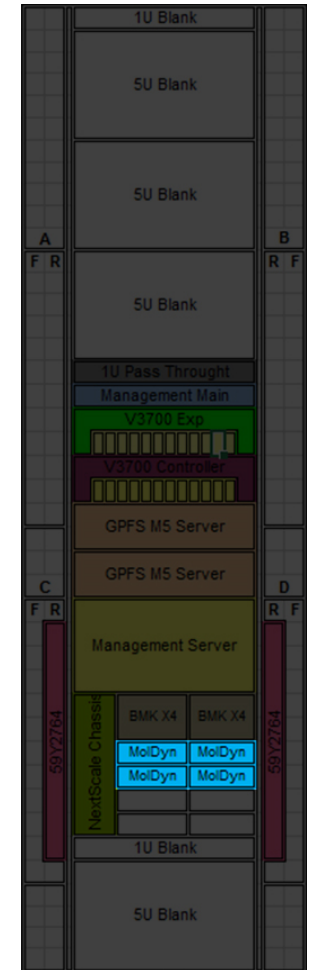 1U Blank
5U Blank
5U Blank
A B
F R R F
5U Blank
1U Pass Throught
Management Main
V3700 Exp
V3700 Controller
GPFS M5 Server
GPFS M5 Server
C D
F R R F
Management Server
59Y2764
NextScale Chassis
BMK X4 BMK X4
MolDyn MolDyn
MolDyn MolDyn
59Y2764
1U Blank
5U Blank